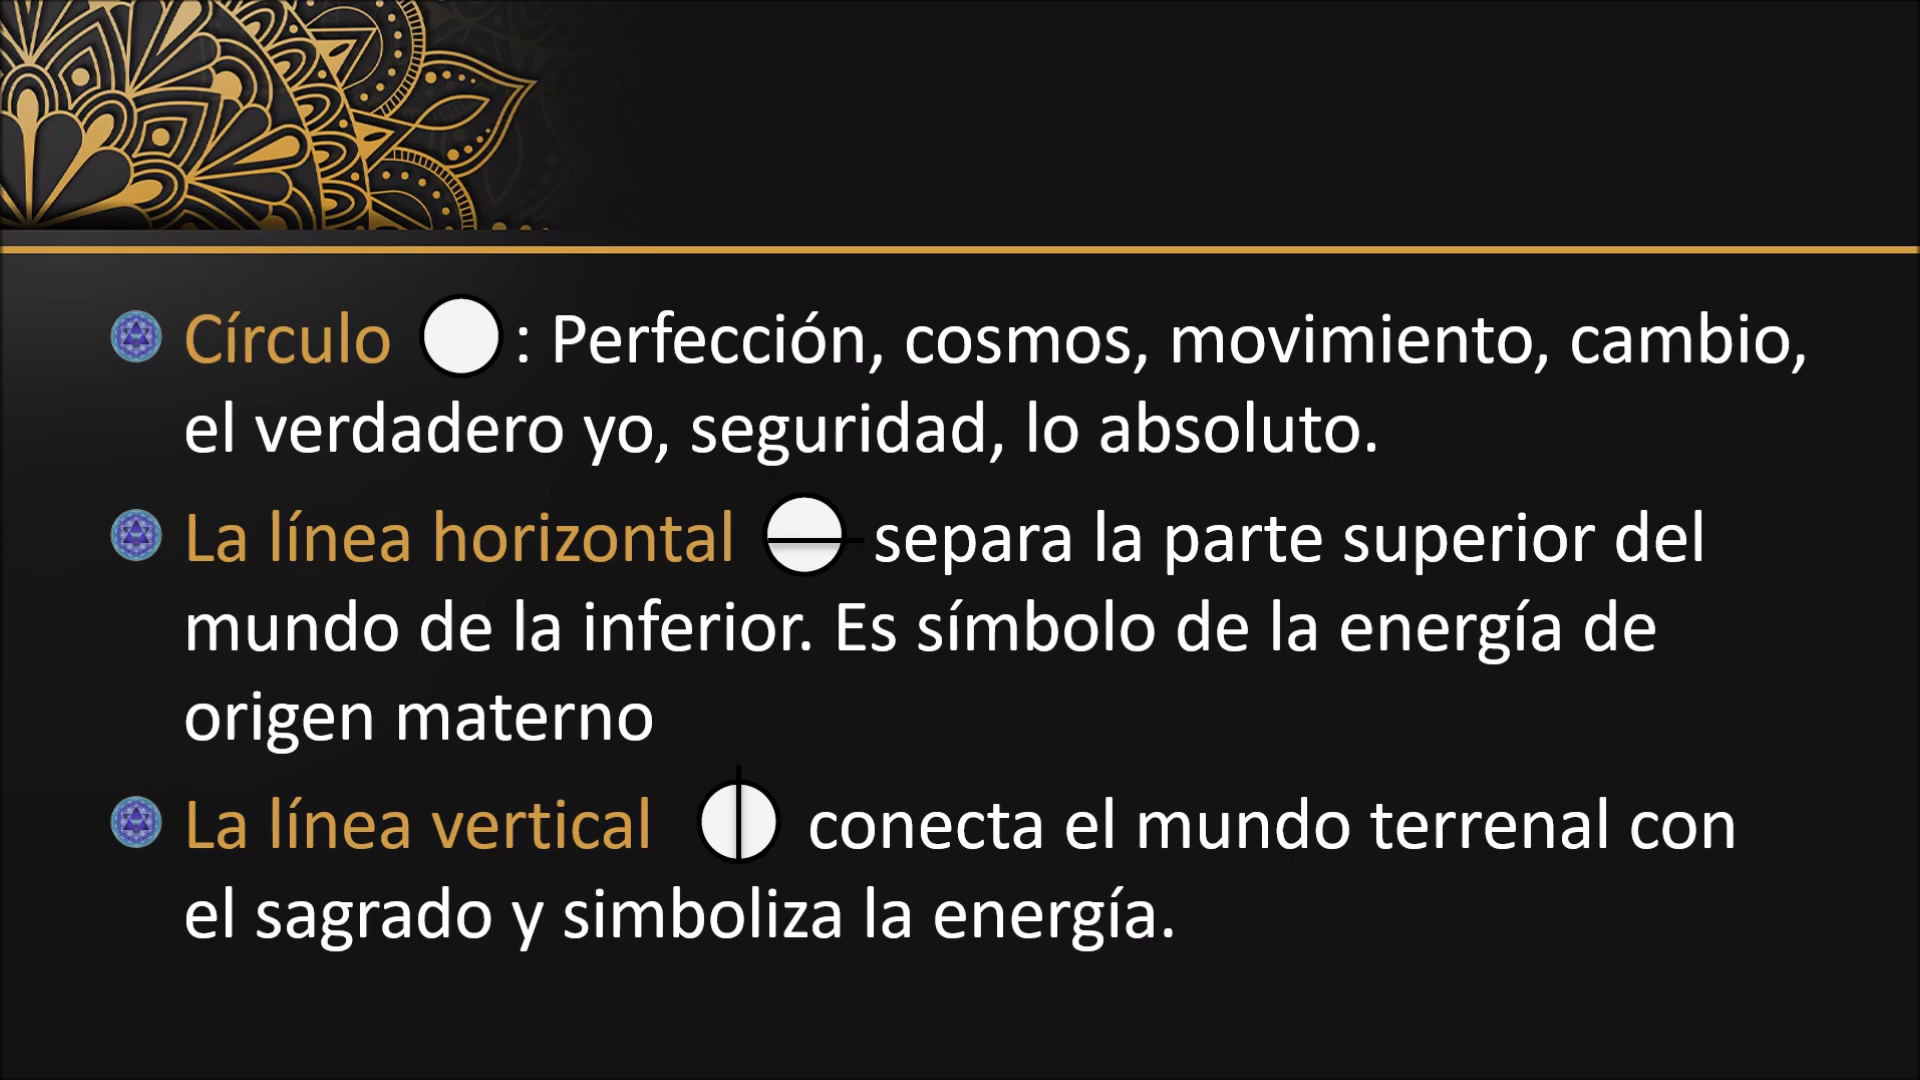 Círculo : Perfección, cosmos, movimiento, cambio,
el verdadero yo, seguridad, lo absoluto.
La línea horizontal separa la parte superior del
mundo de la inferior. Es símbolo de la energía de
origen materno
La línea vertical conecta el mundo terrenal con
el sagrado y simboliza la energía.